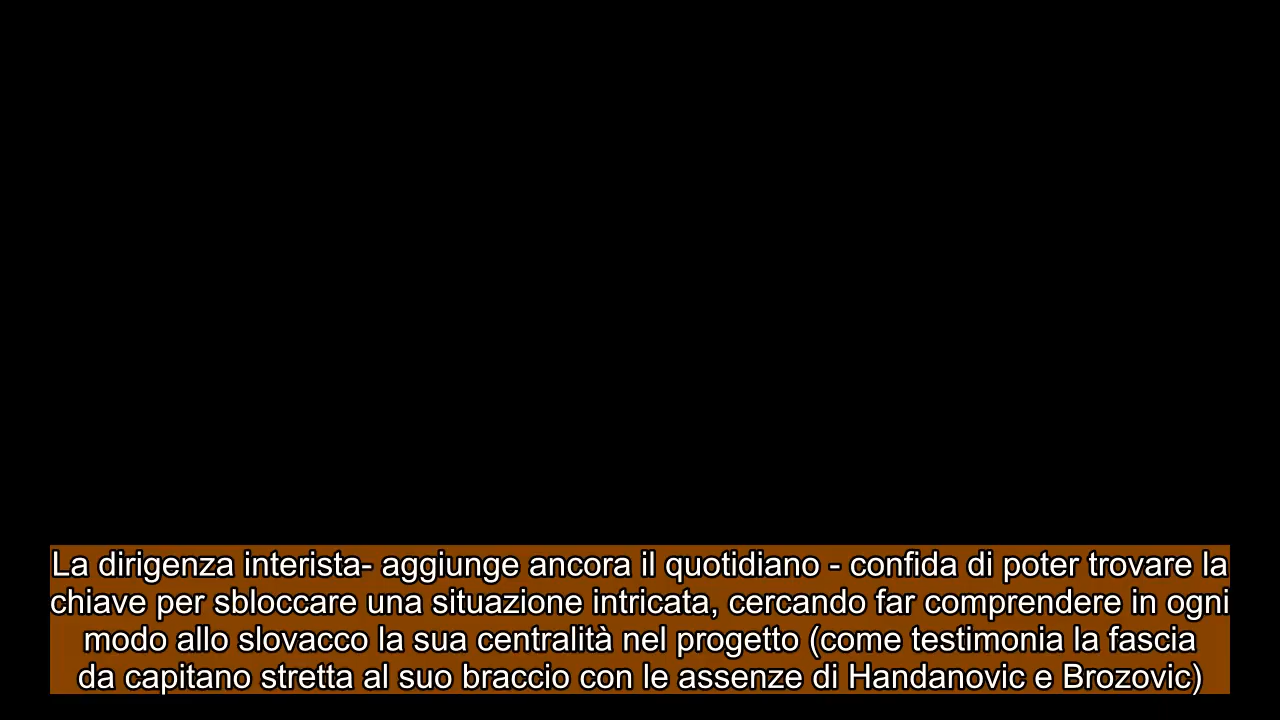 La dirigenza interista- aggiunge ancora il quotidiano - confida di poter trovare la
chiave per sbloccare una situazione intricata, cercando far comprendere in ogni
modo allo slovacco la sua centralità nel progetto (come testimonia la fascia
da capitano stretta al suo braccio con le assenze di Handanovic e Brozovic)